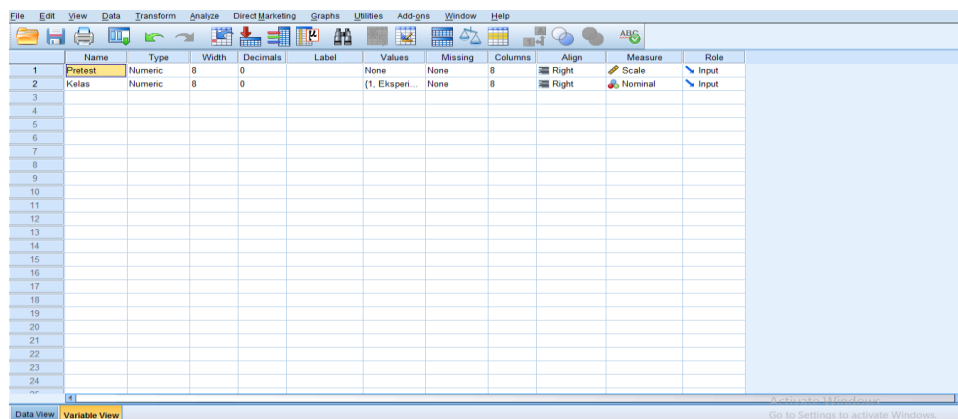 File Edit View Data Transform Analyze Direct Marketing Graphs Utilities Add-ons Window Help
ABC
Name Type Width Decimals Label Values Missing Columns Align Measure Role
1 Pretest Numeric 8 0 None None 8 Right Scale Input
2 Kelas Numeric 8 0 {1, Eksperi... None 8 Right Nominal Input
3
4
5
6
7
8
9
10
11
12
13
14
15
16
17
18
19
20
21
22
23
24
Activate Windows
Data View Variable View
Go to Settings to activate Windows.